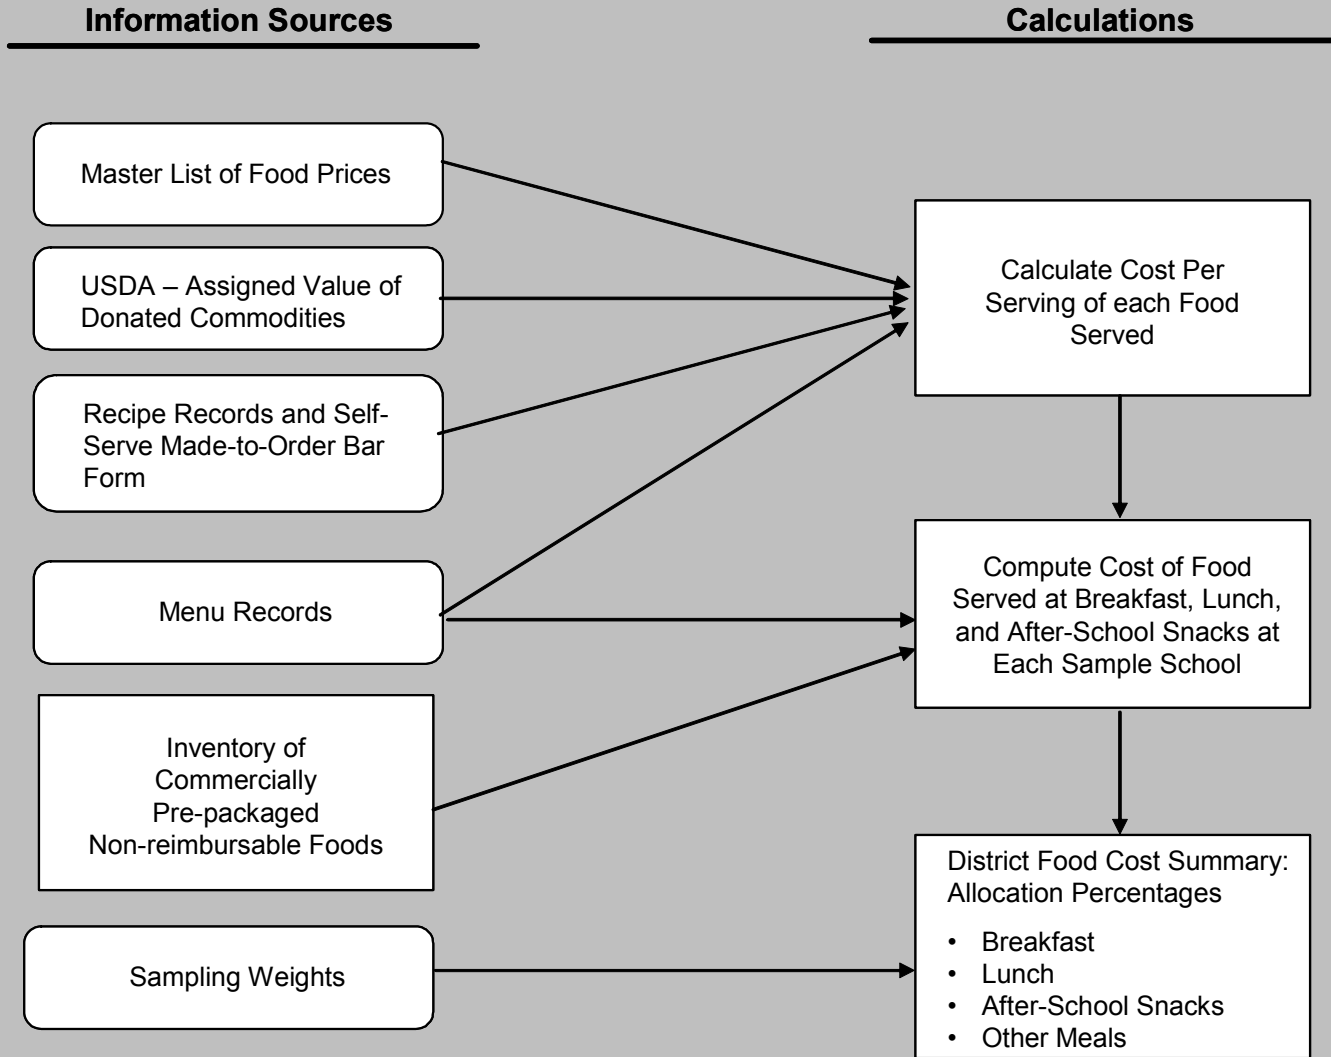 Information Sources
Calculations
Master List of Food Prices
USDA – Assigned Value of
Donated Commodities
Recipe Records and Self-
Serve Made-to-Order Bar
Form
Menu Records
Inventory of
Commercially
Pre-packaged
Non-reimbursable Foods
Sampling Weights
Calculate Cost Per
Serving of each Food
Served
Compute Cost of Food
Served at Breakfast, Lunch,
and After-School Snacks at
Each Sample School
District Food Cost Summary:
Allocation Percentages
• Breakfast
• Lunch
• After-School Snacks
• Other Meals